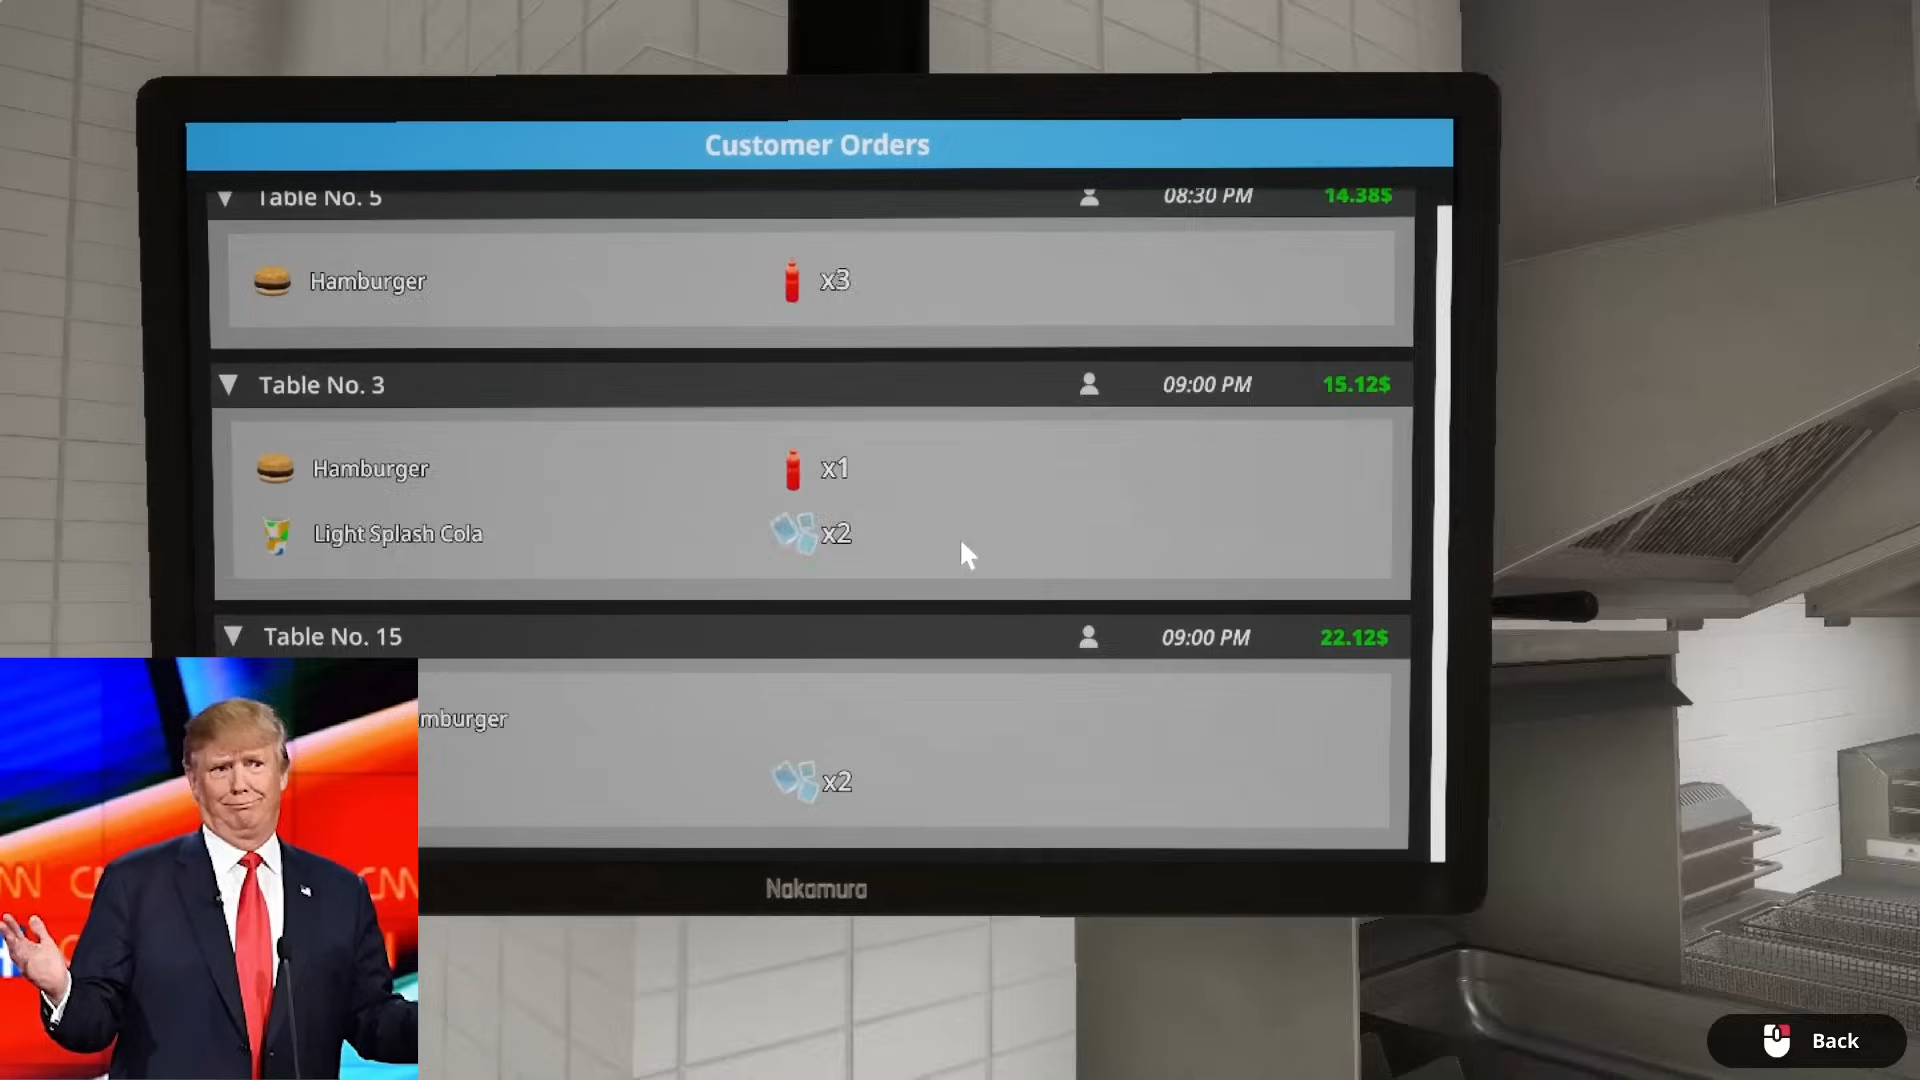 Customer Orders
Table No. 5 08:30 PM 14.38$
Hamburger x3
Table No. 3 09:00 PM 15.12$
Hamburger x1
Light Splash Cola x2
Table No. 15 09:00 PM 22.12$
mburger
x2
Nakamura
CNN
Back